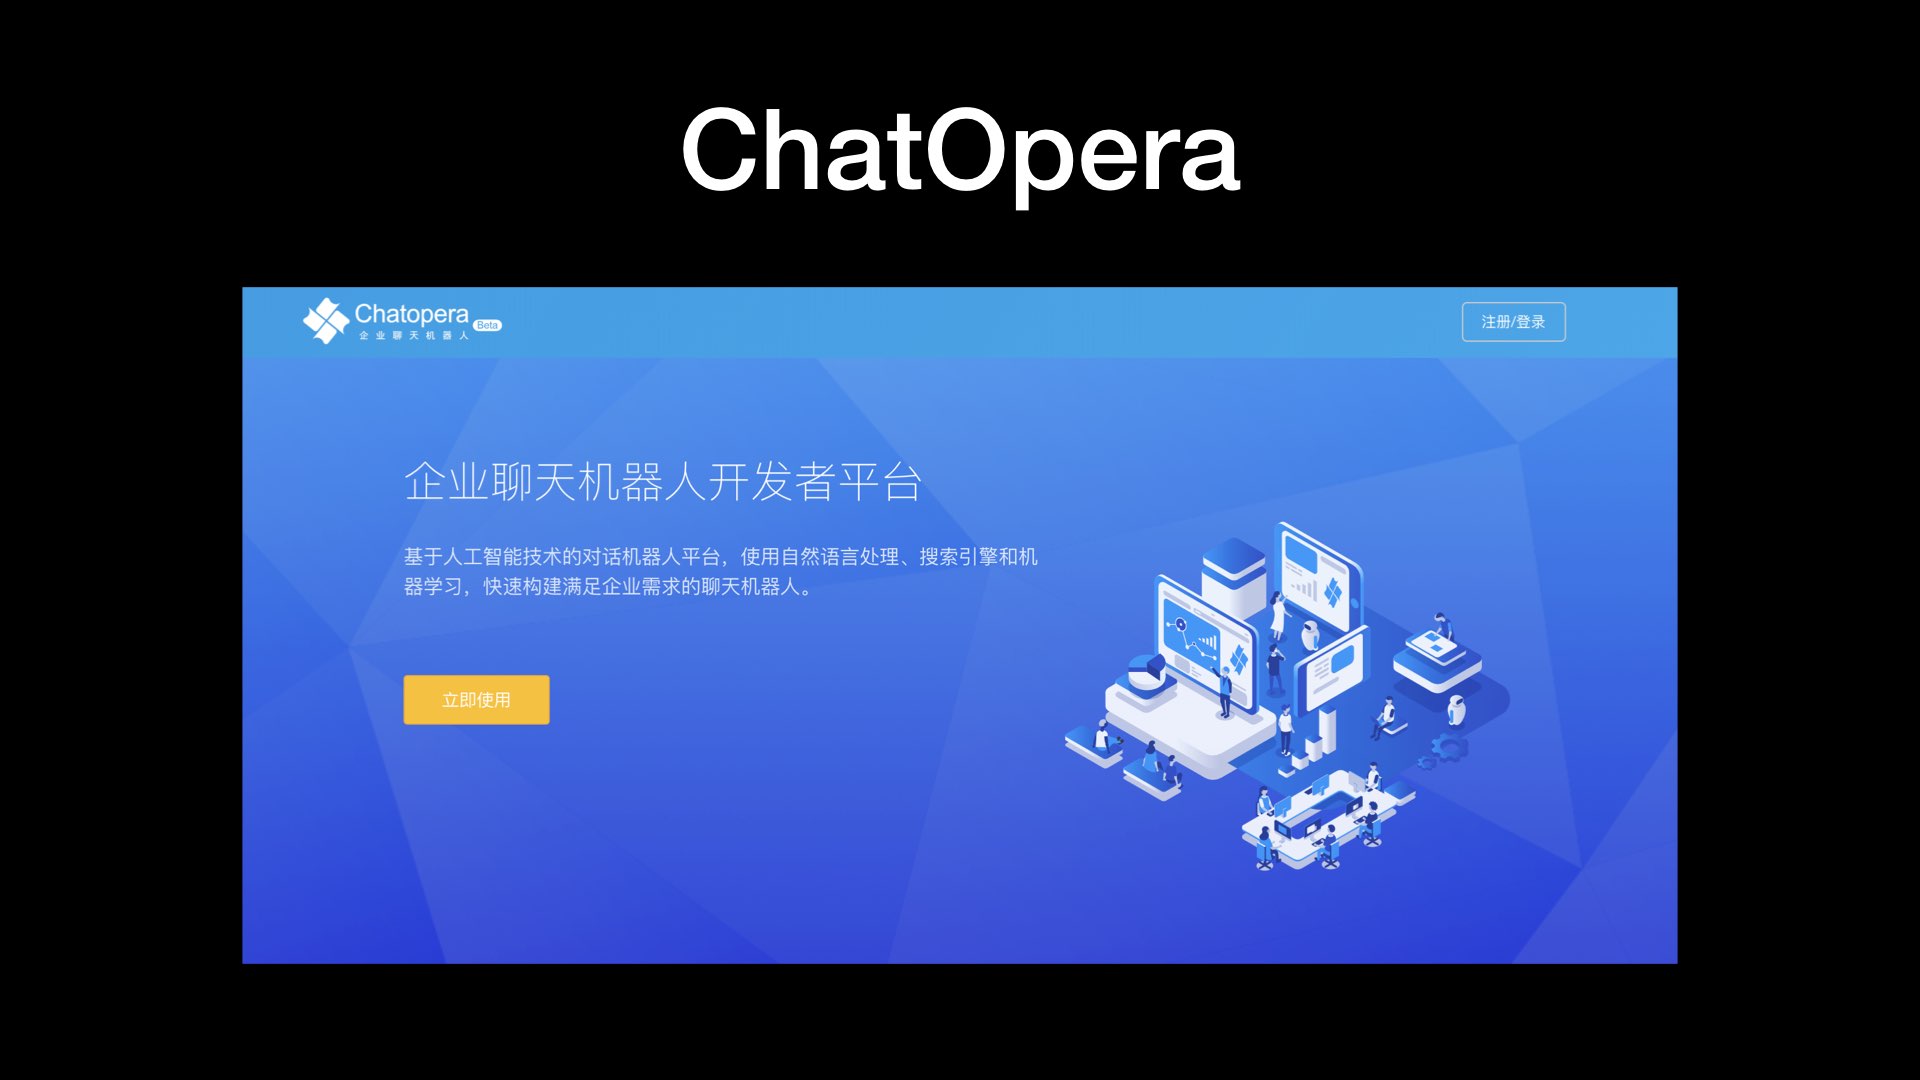 ChatOpera
Chatopera Beta
企业聊天机器人
注册/登录
企业聊天机器人开发者平台
基于人工智能技术的对话机器人平台，使用自然语言处理、搜索引擎和机
器学习，快速构建满足企业需求的聊天机器人。
立即使用